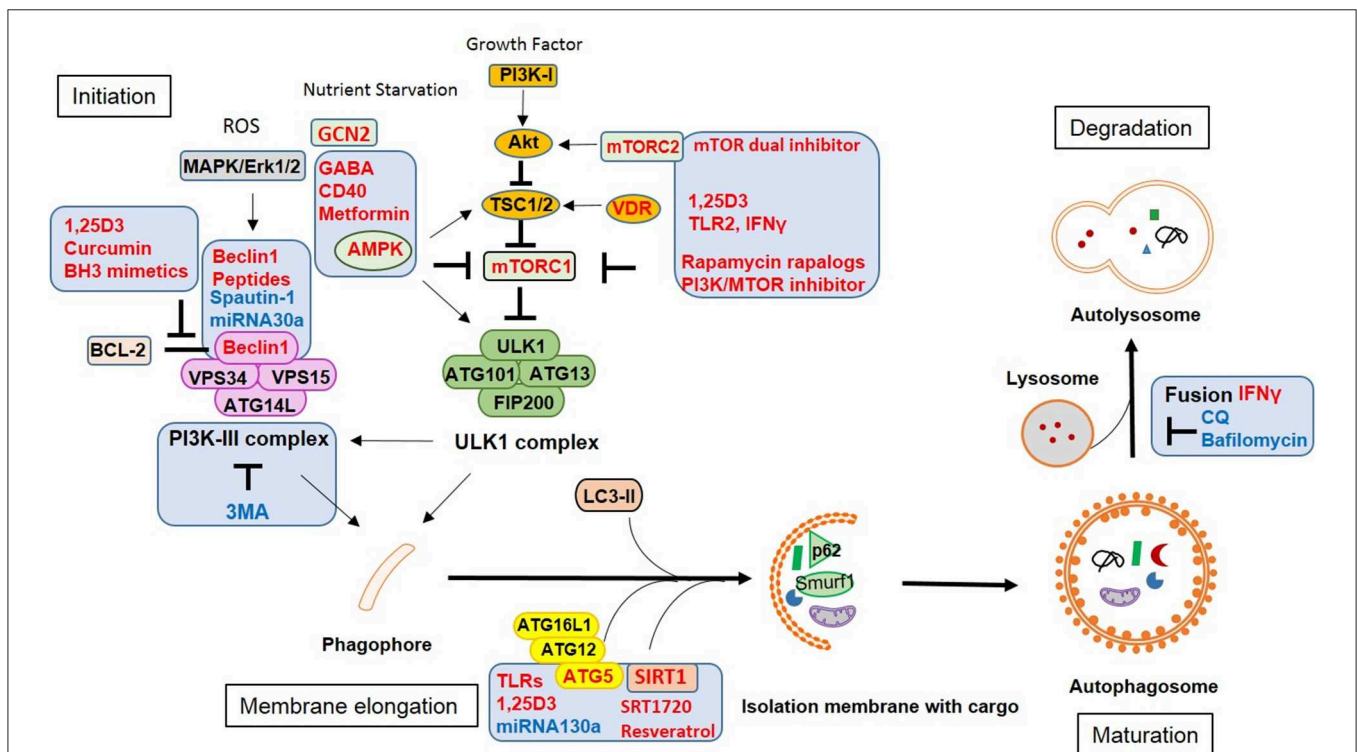 Growth Factor
PI3K-I
Initiation
Nutrient Starvation
ROS
GCN2
Akt
mTORC2
mTOR dual inhibitor
Degradation
MAPK/Erk1/2
GABA
CD40
Metformin
AMPK
TSC1/2
VDR
1,25D3
TLR2, IFNγ
Rapamycin rapalogs
PI3K/MTOR inhibitor
1,25D3
Curcumin
BH3 mimetics
Beclin1
Peptides
Spautin-1
miRNA30a
mTORC1
Autolysosome
BCL-2
Beclin1
VPS34
VPS15
ATG14L
ULK1
ATG101
ATG13
FIP200
Lysosome
Fusion IFNγ
CQ
Bafilomycin
PI3K-III complex
ULK1 complex
3MA
LC3-II
p62
Smurf1
Phagophore
ATG16L1
ATG12
ATG5
SIRT1
TLRs
1,25D3
miRNA130a
SRT1720
Resveratrol
Membrane elongation
Isolation membrane with cargo
Autophagosome
Maturation